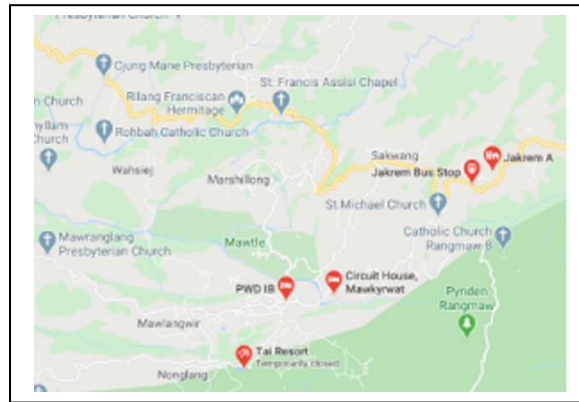 Presbyterian Church
Cjung Mane Presbyterian
St. Francis Assisi Chapel
Rilang Franciscan
Hermitage
Church
Rohbah Catholic Church
Church
Wahsiej
Marshillong
Sakwang
Jakrem A
Jakrem Bus Stop
St.Michael Church
Catholic Church
Rangmaw B
Mawranglang
Presbyterian Church
Mawtle
Circuit House,
Mawkyrwat
PWD IB
Pynden
Rangmaw
Mawlangwir
Tai Resort
Temporarily closed
Nonglang